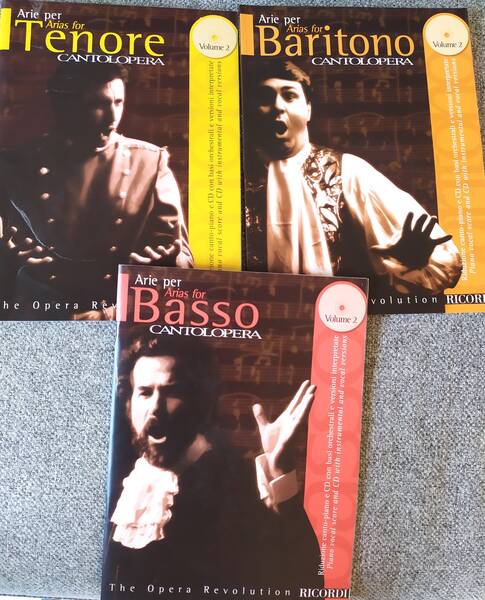 Arie per
Arias for
Tenore
CANTOLOPERA
Volume 2
Riduzione canto-piano e CD con basi orchestrali e versioni interpretate
Piano vocal score and CD with instrumental and vocal versions
The Opera Rev
Arie per
Arias for
Baritono
CANTOLOPERA
Volume 2
Riduzione canto-piano e CD con basi orchestrali e versioni interpretate
Piano vocal score and CD with instrumental and vocal versions
Revolution RICORDI
Arie per
Arias for
Basso
CANTOLOPERA
Volume 2
Riduzione canto-piano e CD con basi orchestrali e versioni interpretate
Piano vocal score and CD with instrumental and vocal versions
The Opera Revolution RICORDI